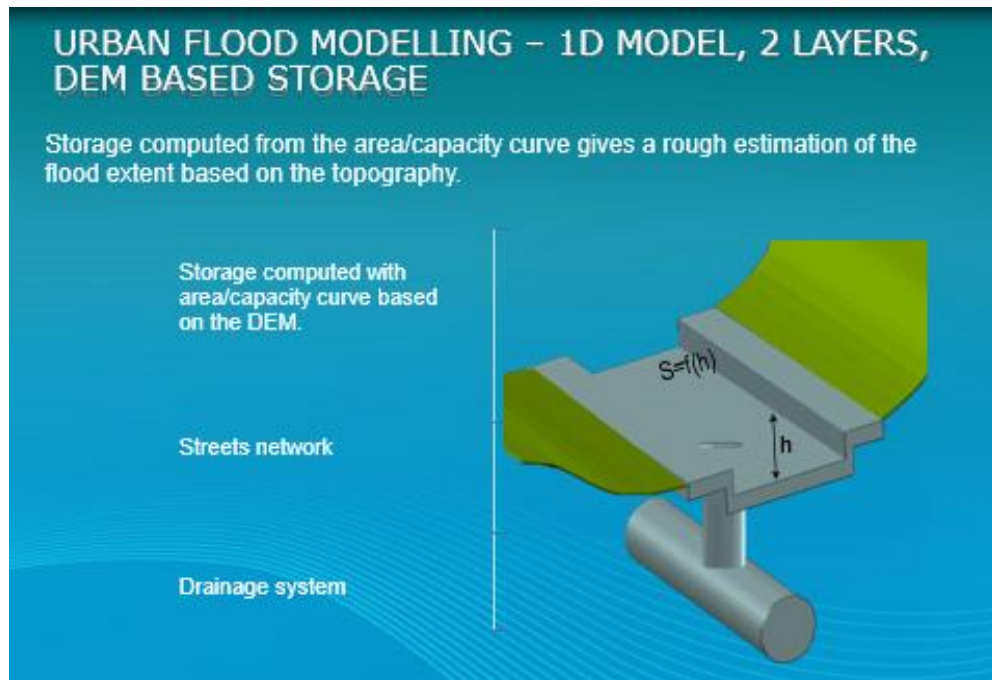 URBAN FLOOD MODELLING – 1D MODEL, 2 LAYERS,
DEM BASED STORAGE
Storage computed from the area/capacity curve gives a rough estimation of the
flood extent based on the topography.
Storage computed with
area/capacity curve based
on the DEM.
S=f(h)
h
Streets network
Drainage system